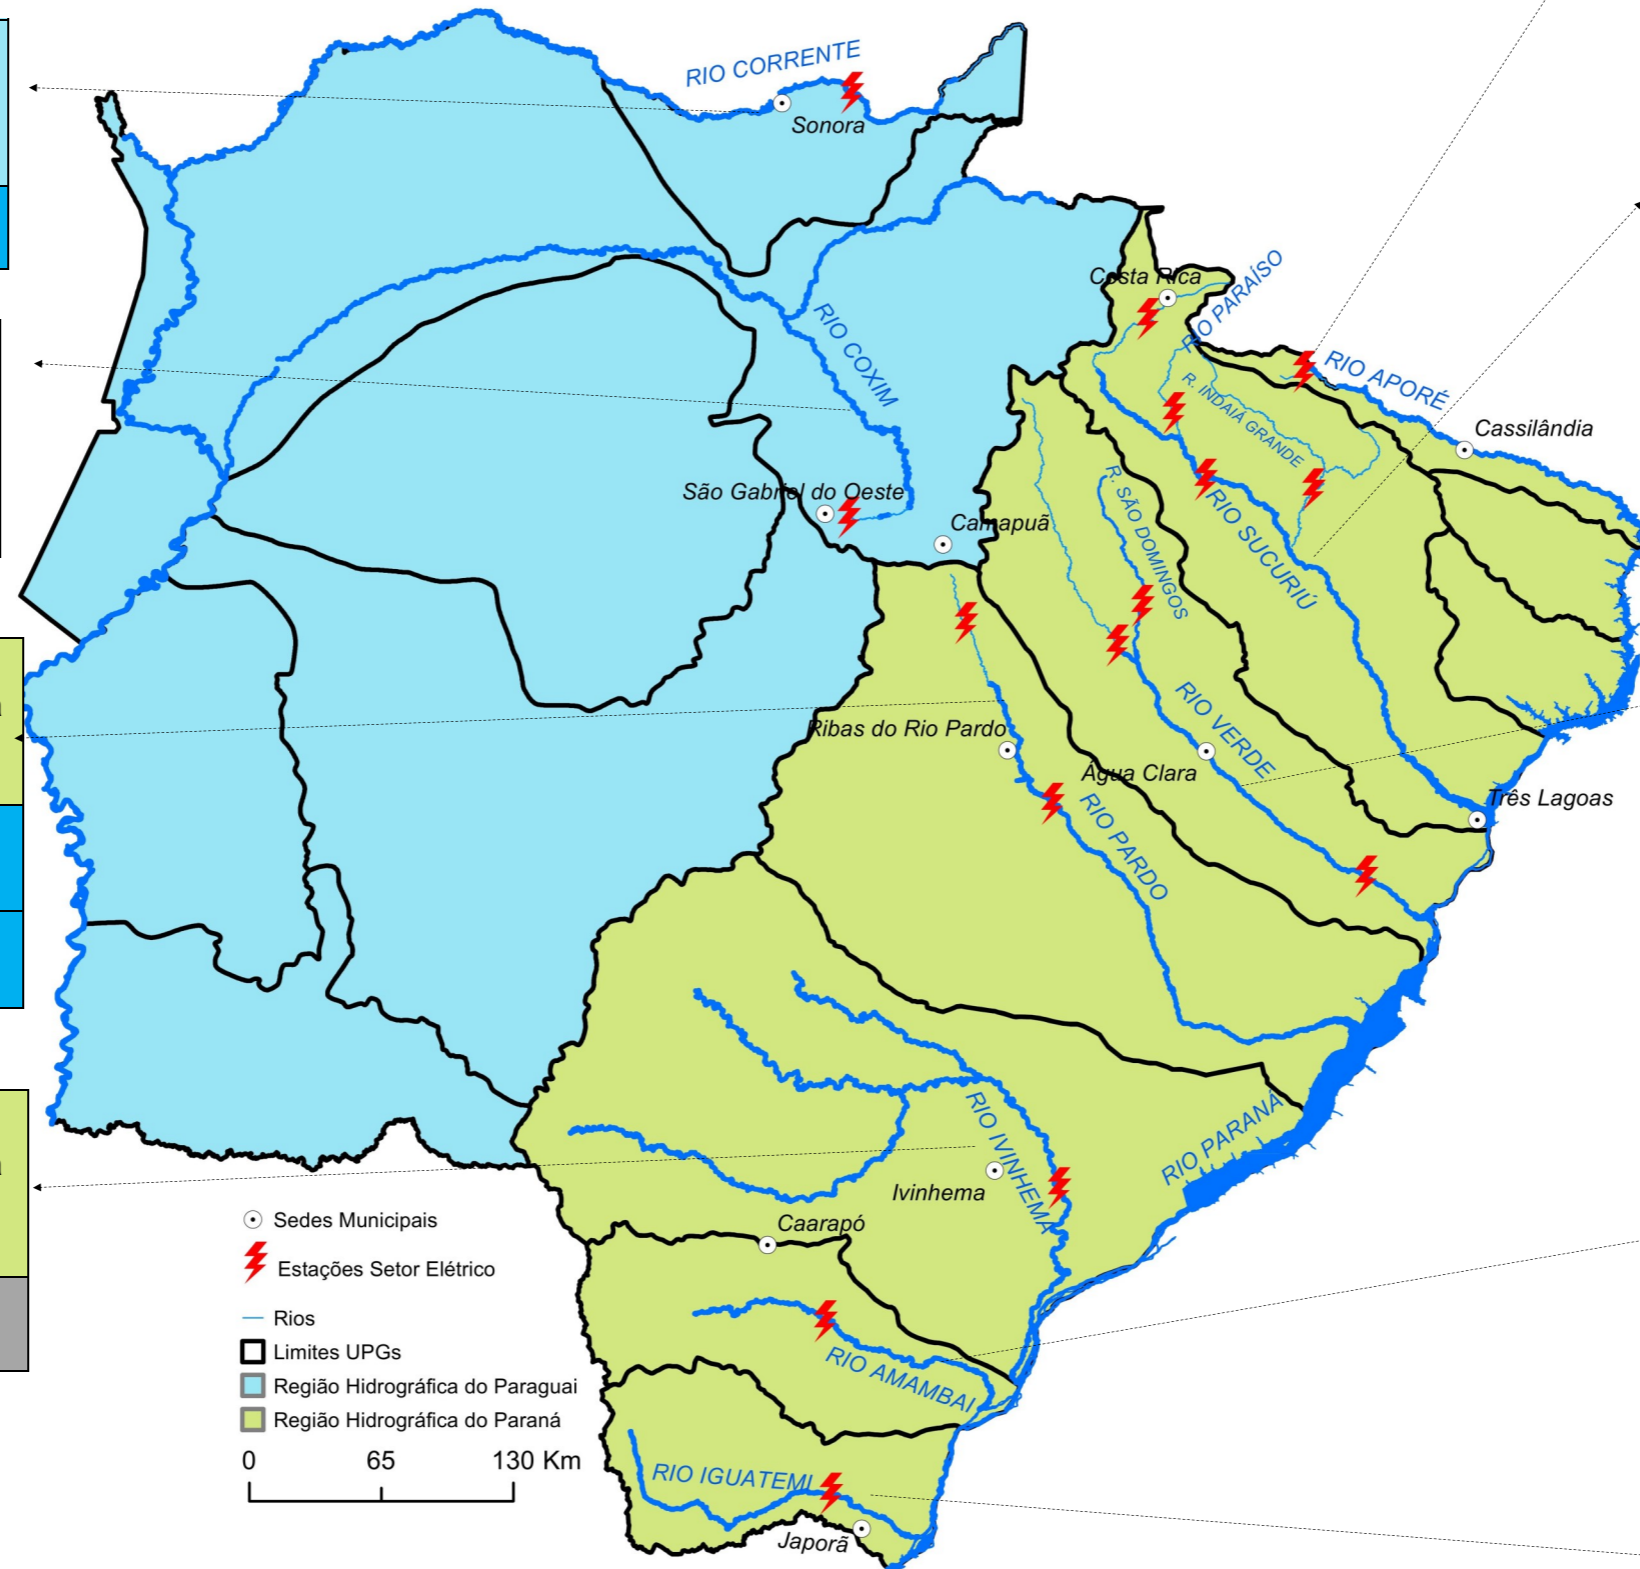 RIO CORRENTE
Sonora
Costa Rica
RIO PARAÍSO
RIO APORÉ
RIO COXIM
R. INDAIÁ GRANDE
Cassilândia
São Gabriel do Oeste
Camapuã
R. SÃO DOMINGOS
RIO SUCURIÚ
Ribas do Rio Pardo
RIO VERDE
Água Clara
RIO PARDO
Três Lagoas
RIO IVINHEMA
RIO PARANÁ
Ivinhema
Caarapó
RIO AMAMBAI
RIO IGUATEMI
Japorã
Sedes Municipais
Estações Setor Elétrico
Rios
Limites UPGs
Região Hidrográfica do Paraguai
Região Hidrográfica do Paraná
0 65 130 Km